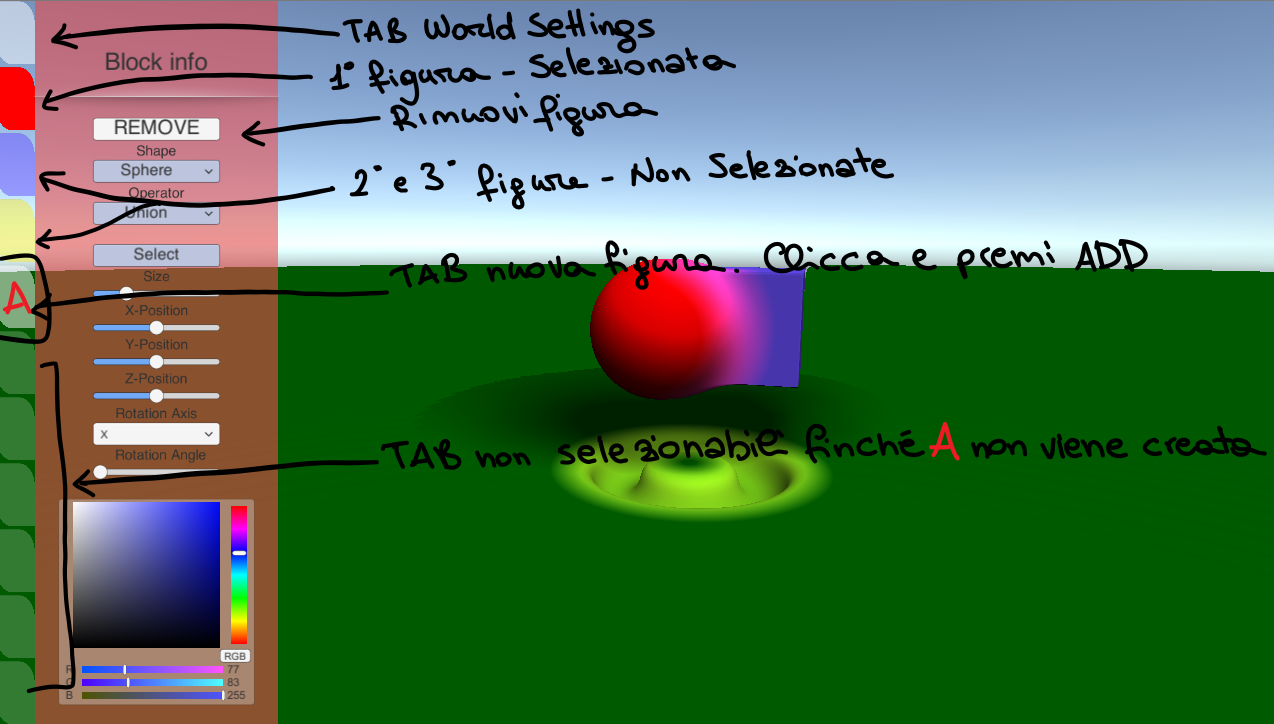 TAB World Settings
Block info
1° figura - Selezionata
REMOVE
Rimuovi figura
Shape
Sphere
2° e 3° figure - Non Selezionate
Operator
Union
Select
TAB nuova figura. Clicca e premi ADD
Size
A
X-Position
Y-Position
Z-Position
Rotation Axis
x
TAB non selezionabile finché A non viene creata
Rotation Angle
RGB
R 77
G 83
B 255